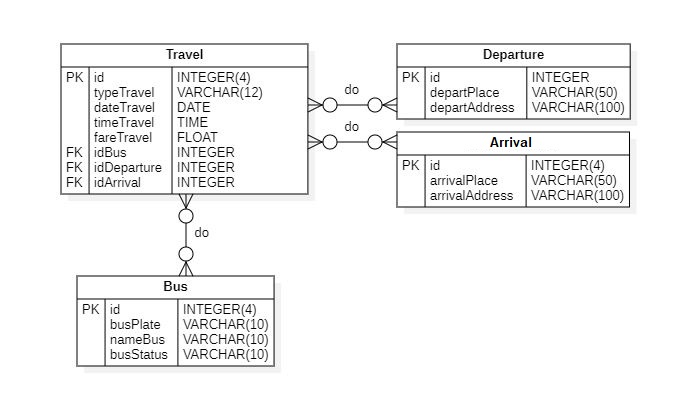 Travel
PK id INTEGER(4)
typeTravel VARCHAR(12)
dateTravel DATE
timeTravel TIME
fareTravel FLOAT
FK idBus INTEGER
FK idDeparture INTEGER
FK idArrival INTEGER
do
do
Departure
PK id INTEGER
departPlace VARCHAR(50)
departAddress VARCHAR(100)
Arrival
PK id INTEGER(4)
arrivalPlace VARCHAR(50)
arrivalAddress VARCHAR(100)
do
Bus
PK id INTEGER(4)
busPlate VARCHAR(10)
nameBus VARCHAR(10)
busStatus VARCHAR(10)